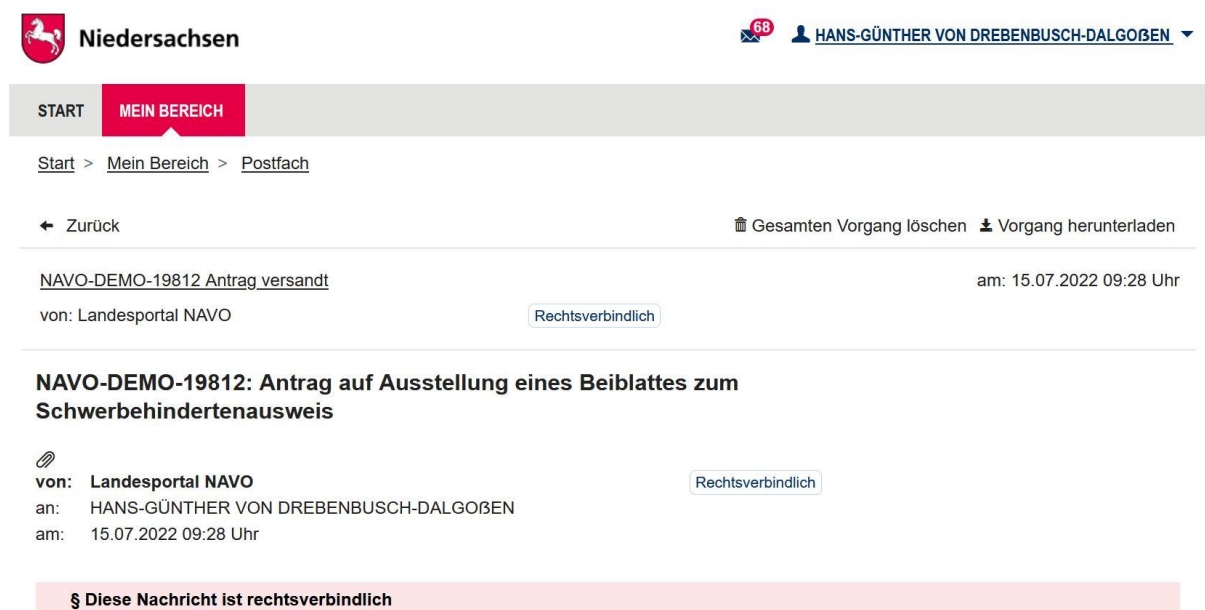 Niedersachsen
68
HANS-GÜNTHER VON DREBENBUSCH-DALGOẞEN
START MEIN BEREICH
Start > Mein Bereich > Postfach
Zurück
Gesamten Vorgang löschen Vorgang herunterladen
NAVO-DEMO-19812 Antrag versandt
am: 15.07.2022 09:28 Uhr
von: Landesportal NAVO
Rechtsverbindlich
NAVO-DEMO-19812: Antrag auf Ausstellung eines Beiblattes zum
Schwerbehindertenausweis
von: Landesportal NAVO
Rechtsverbindlich
an: HANS-GÜNTHER VON DREBENBUSCH-DALGOẞEN
am: 15.07.2022 09:28 Uhr
§ Diese Nachricht ist rechtsverbindlich